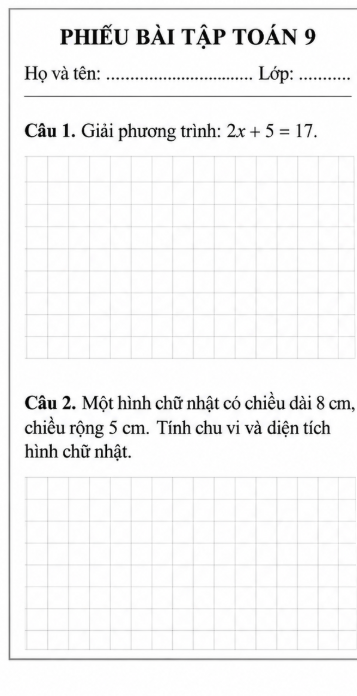 PHIẾU BÀI TẬP TOÁN 9
Họ và tên: ................................ Lớp: ...........
Câu 1. Giải phương trình: 2x + 5 = 17.
Câu 2. Một hình chữ nhật có chiều dài 8 cm,
chiều rộng 5 cm. Tính chu vi và diện tích
hình chữ nhật.